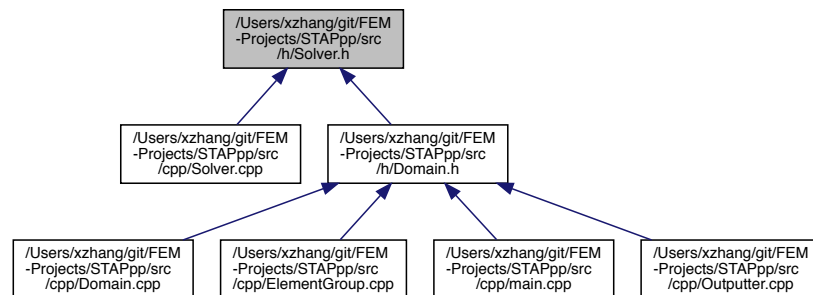 /Users/xzhang/git/FEM
-Projects/STAPpp/src
/h/Solver.h
/Users/xzhang/git/FEM
-Projects/STAPpp/src
/cpp/Solver.cpp
/Users/xzhang/git/FEM
-Projects/STAPpp/src
/h/Domain.h
/Users/xzhang/git/FEM
-Projects/STAPpp/src
/cpp/Domain.cpp
/Users/xzhang/git/FEM
-Projects/STAPpp/src
/cpp/ElementGroup.cpp
/Users/xzhang/git/FEM
-Projects/STAPpp/src
/cpp/main.cpp
/Users/xzhang/git/FEM
-Projects/STAPpp/src
/cpp/Outputter.cpp